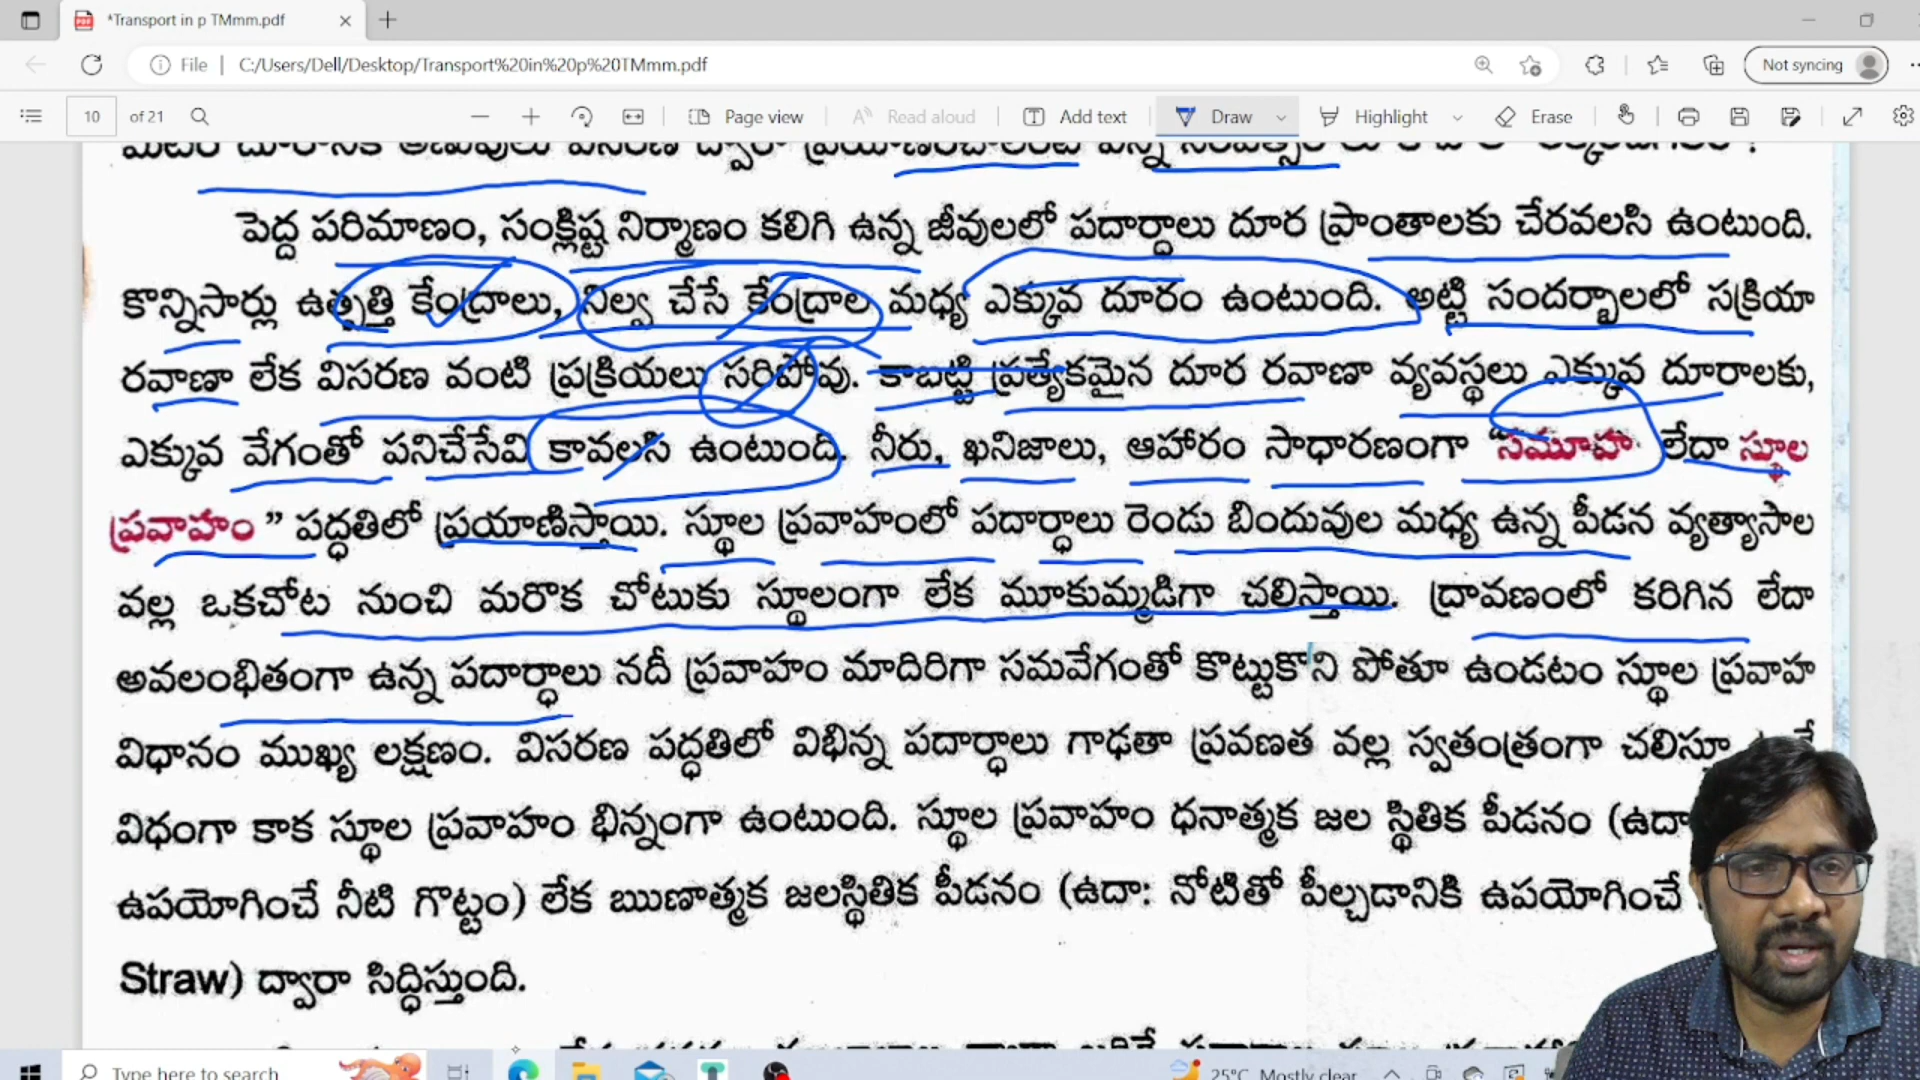 *Transport in p TMmm.pdf
File | C:/Users/Dell/Desktop/Transport%20in%20p%20TMmm.pdf
Not syncing
10 of 21
Page view
Read aloud
Add text
Draw
Highlight
Erase
పెద్ద పరిమాణం, సంక్లిష్ట నిర్మాణం కలిగి ఉన్న జీవులలో పదార్థాలు దూర ప్రాంతాలకు చేరవలసి ఉంటుంది.
కొన్నిసార్లు ఉత్పత్తి కేంద్రాలు, నిల్వ చేసే కేంద్రాల మధ్య ఎక్కువ దూరం ఉంటుంది. అట్టి సందర్భాలలో సక్రియా
రవాణా లేక విసరణ వంటి ప్రక్రియలు సరిపోవు. కాబట్టి ప్రత్యేకమైన దూర రవాణా వ్యవస్థలు ఎక్కువ దూరాలకు,
ఎక్కువ వేగంతో పనిచేసేవి కావలసి ఉంటుంది. నీరు, ఖనిజాలు, ఆహారం సాధారణంగా “సమూహ లేదా స్థూల
ప్రవాహం” పద్ధతిలో ప్రయాణిస్తాయి. స్థూల ప్రవాహంలో పదార్థాలు రెండు బిందువుల మధ్య ఉన్న పీడన వ్యత్యాసాల
వల్ల ఒకచోట నుంచి మరొక చోటుకు స్థూలంగా లేక మూకుమ్మడిగా చలిస్తాయి. ద్రావణంలో కరిగిన లేదా
అవలంభితంగా ఉన్న పదార్థాలు నదీ ప్రవాహం మాదిరిగా సమవేగంతో కొట్టుకొని పోతూ ఉండటం స్థూల ప్రవాహ
విధానం ముఖ్య లక్షణం. విసరణ పద్ధతిలో విభిన్న పదార్థాలు గాఢతా ప్రవణత వల్ల స్వతంత్రంగా
విధంగా కాక స్థూల ప్రవాహం భిన్నంగా ఉంటుంది. స్థూల ప్రవాహం ధనాత్మక జల స్థితిక పీడనం (ఉదా
ఉపయోగించే నీటి గొట్టం) లేక ఋణాత్మక జలస్థితిక పీడనం (ఉదా: నోటితో పీల్చడానికి ఉపయోగించే
Straw) ద్వారా సిద్ధిస్తుంది.
Type here to search
25°C Mostly clear